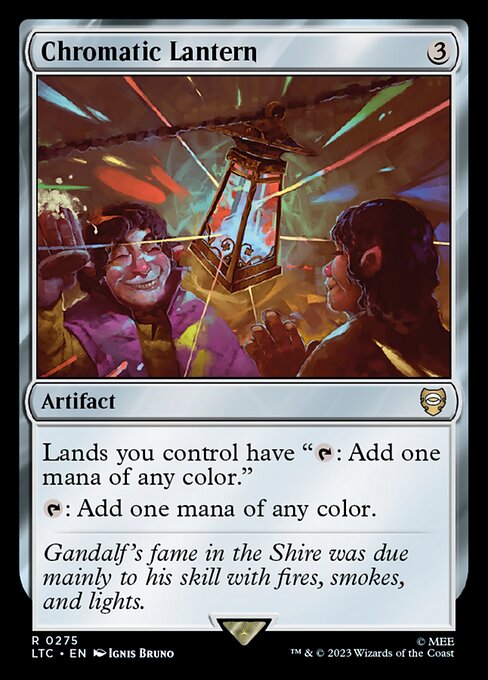 Chromatic Lantern 3
Artifact
Lands you control have “T: Add one
mana of any color.”
T: Add one mana of any color.
Gandalf’s fame in the Shire was due
mainly to his skill with fires, smokes,
and lights.
R 0275
LTC • EN Ignis Bruno
© MEE
™ & © 2023 Wizards of the Coast